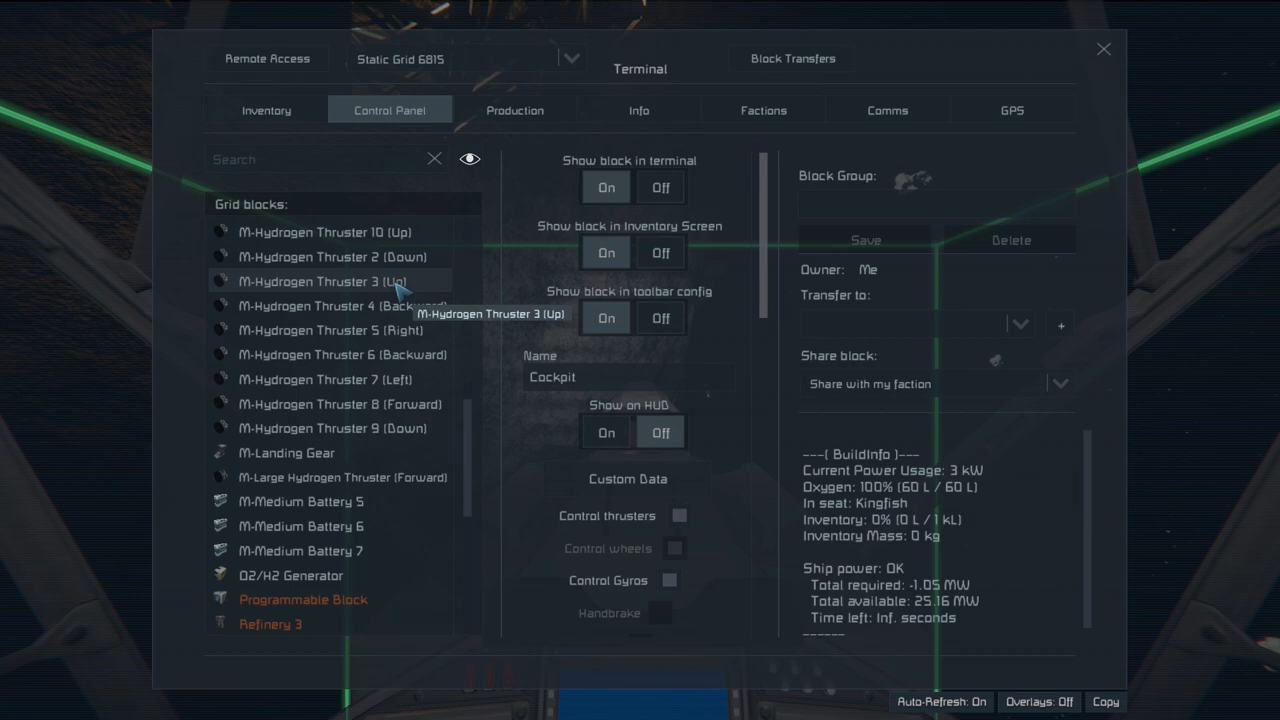 Remote Access
Static Grid 6815
Terminal
Block Transfers
Inventory
Control Panel
Production
Info
Factions
Comms
GPS
Search
Grid blocks:
M-Hydrogen Thruster 10 (Up)
M-Hydrogen Thruster 2 (Down)
M-Hydrogen Thruster 3 (Up)
M-Hydrogen Thruster 4 (Backward)
M-Hydrogen Thruster 3 (Up)
M-Hydrogen Thruster 5 (Right)
M-Hydrogen Thruster 6 (Backward)
M-Hydrogen Thruster 7 (Left)
M-Hydrogen Thruster 8 (Forward)
M-Hydrogen Thruster 9 (Down)
M-Landing Gear
M-Large Hydrogen Thruster (Forward)
M-Medium Battery 5
M-Medium Battery 6
M-Medium Battery 7
O2/H2 Generator
Programmable Block
Refinery 3
Show block in terminal
On Off
Show block in Inventory Screen
On Off
Show block in toolbar config
On Off
Name
Cockpit
Show on HUD
On Off
Custom Data
Control thrusters
Control wheels
Control Gyros
Handbrake
Block Group:
Save Delete
Owner: Me
Transfer to:
+
Share block:
Share with my faction
---( BuildInfo )---
Current Power Usage: 3 kW
Oxygen: 100% (60 L / 60 L)
In seat: Kingfish
Inventory: 0% (0 L / 1 kL)
Inventory Mass: 0 kg
Ship power: OK
Total required: -1.05 MW
Total available: 25.16 MW
Time left: Inf. seconds
------
Auto-Refresh: On
Overlays: Off
Copy